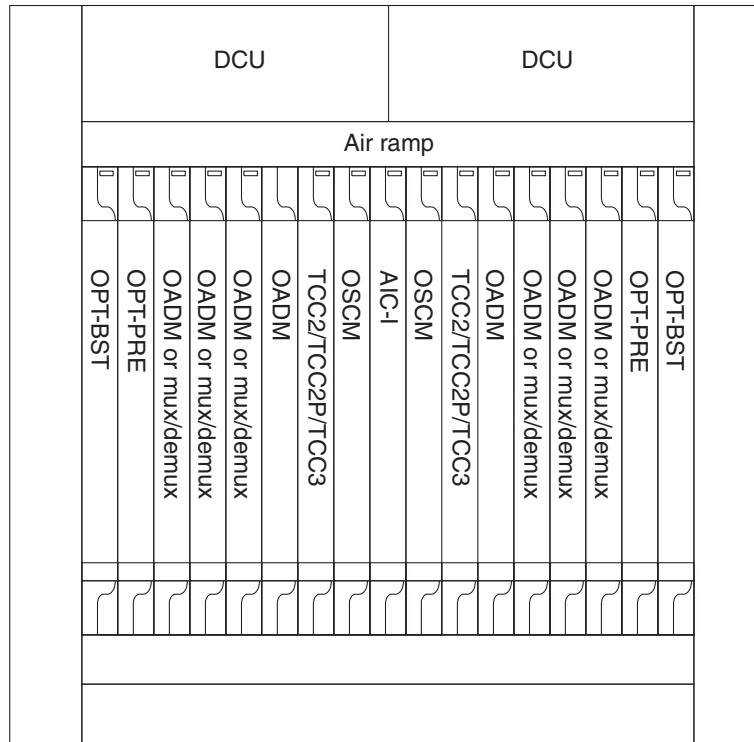 DCU
DCU
Air ramp
OPT-BST
OPT-PRE
OADM or mux/demux
OADM or mux/demux
OADM or mux/demux
OADM
TCC2/TCC2P/TCC3
OSCM
AIC-I
OSCM
TCC2/TCC2P/TCC3
OADM
OADM or mux/demux
OADM or mux/demux
OADM or mux/demux
OPT-PRE
OPT-BST